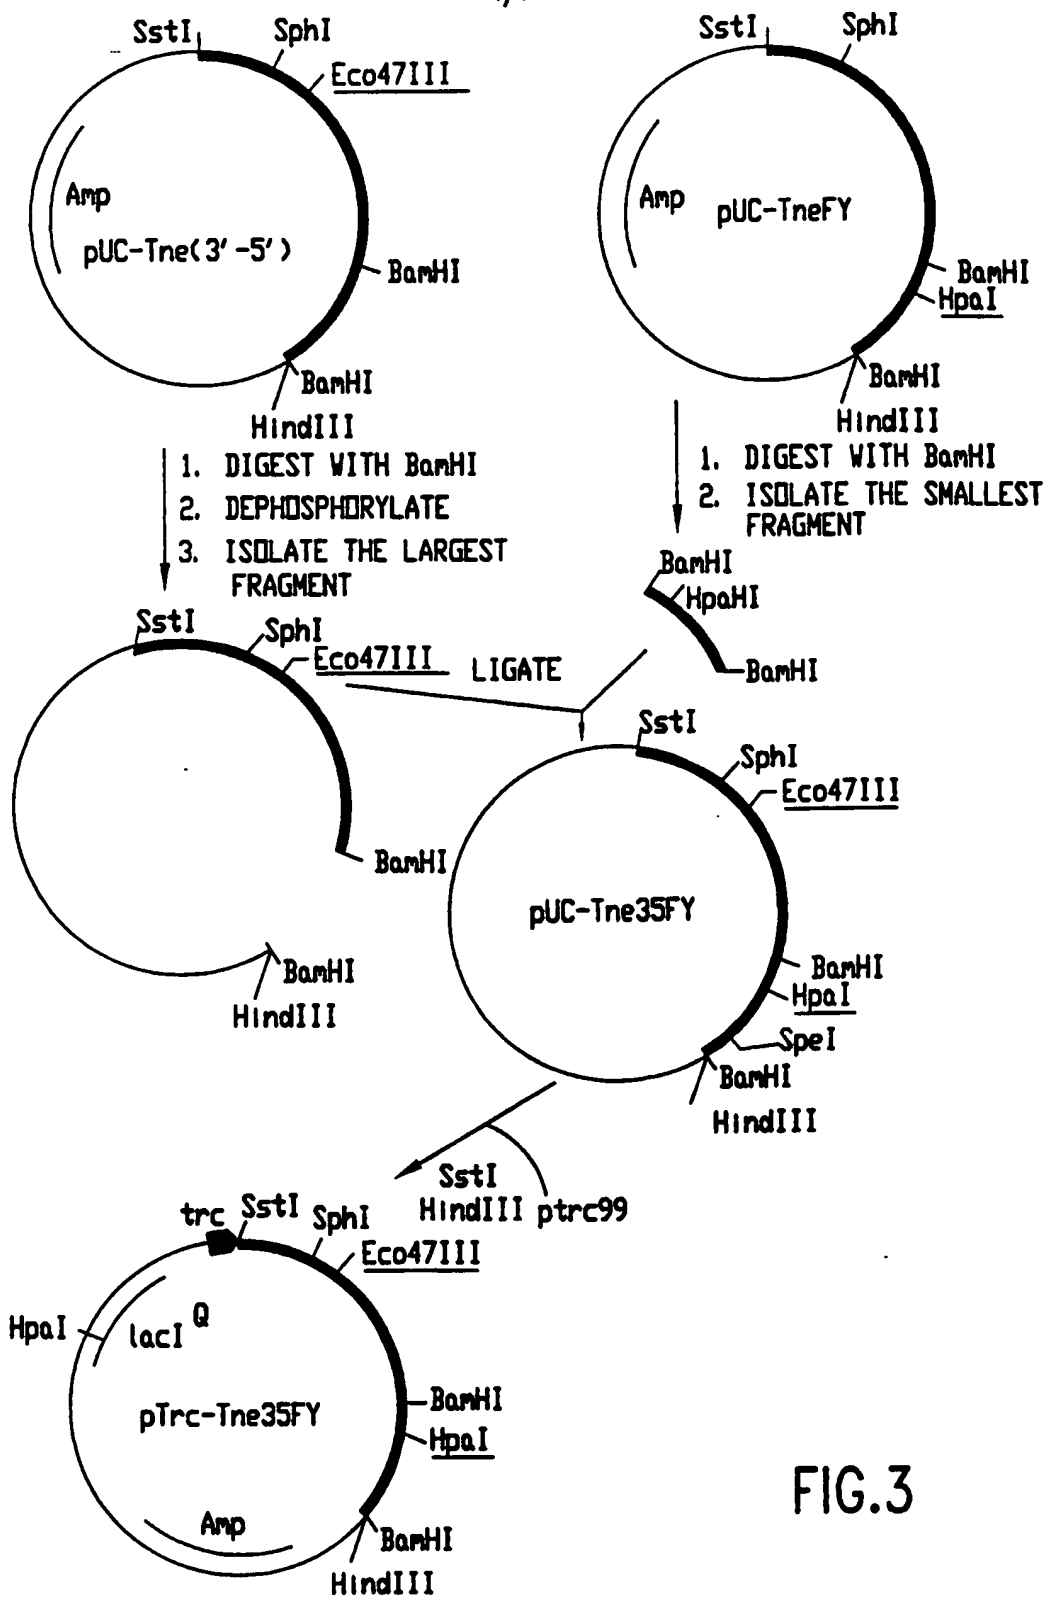 SstI
SphI
Eco47III
Amp
pUC-Tne(3'-5')
BamHI
BamHI
HindIII
SstI
SphI
Amp
pUC-TneFY
BamHI
HpaI
BamHI
HindIII
1. DIGEST WITH BamHI
2. DEPHOSPHORYLATE
3. ISOLATE THE LARGEST
FRAGMENT
1. DIGEST WITH BamHI
2. ISOLATE THE SMALLEST
FRAGMENT
BamHI
HpaHI
BamHI
SstI
SphI
Eco47III
LIGATE
BamHI
BamHI
HindIII
SstI
SphI
Eco47III
pUC-Tne35FY
BamHI
HpaI
SpeI
BamHI
HindIII
SstI
HindIII ptrc99
trc
SstI
SphI
Eco47III
HpaI
lacI Q
pTrc-Tne35FY
BamHI
HpaI
Amp
BamHI
HindIII
FIG.3